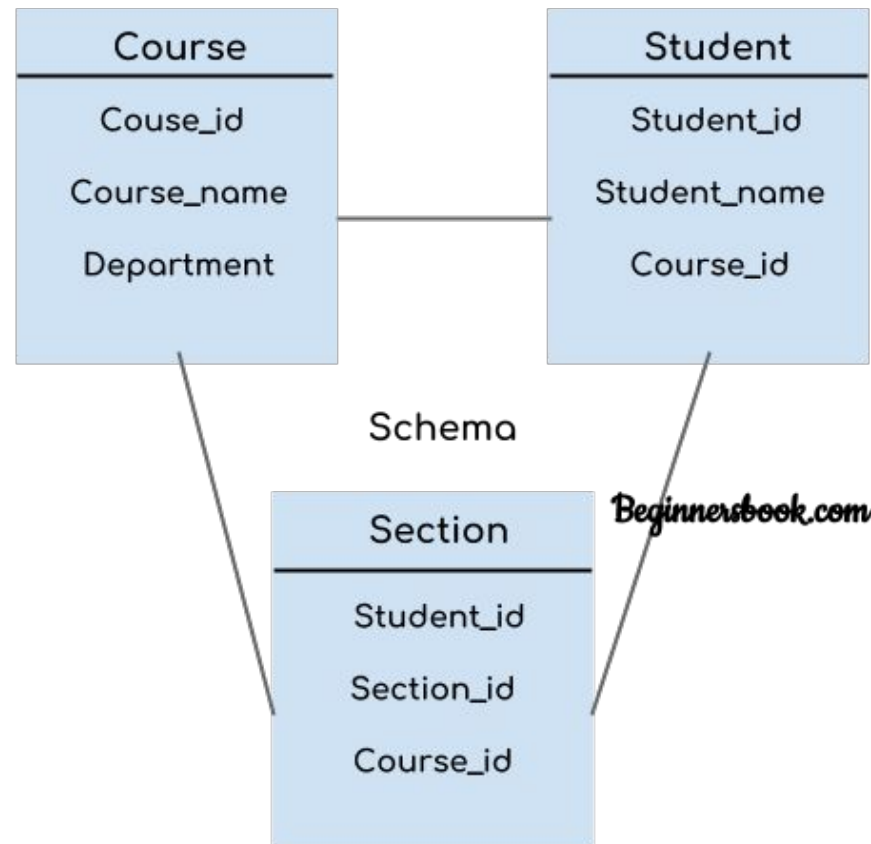 Course
Couse_id
Course_name
Department
Student
Student_id
Student_name
Course_id
Schema
Beginnersbook.com
Section
Student_id
Section_id
Course_id